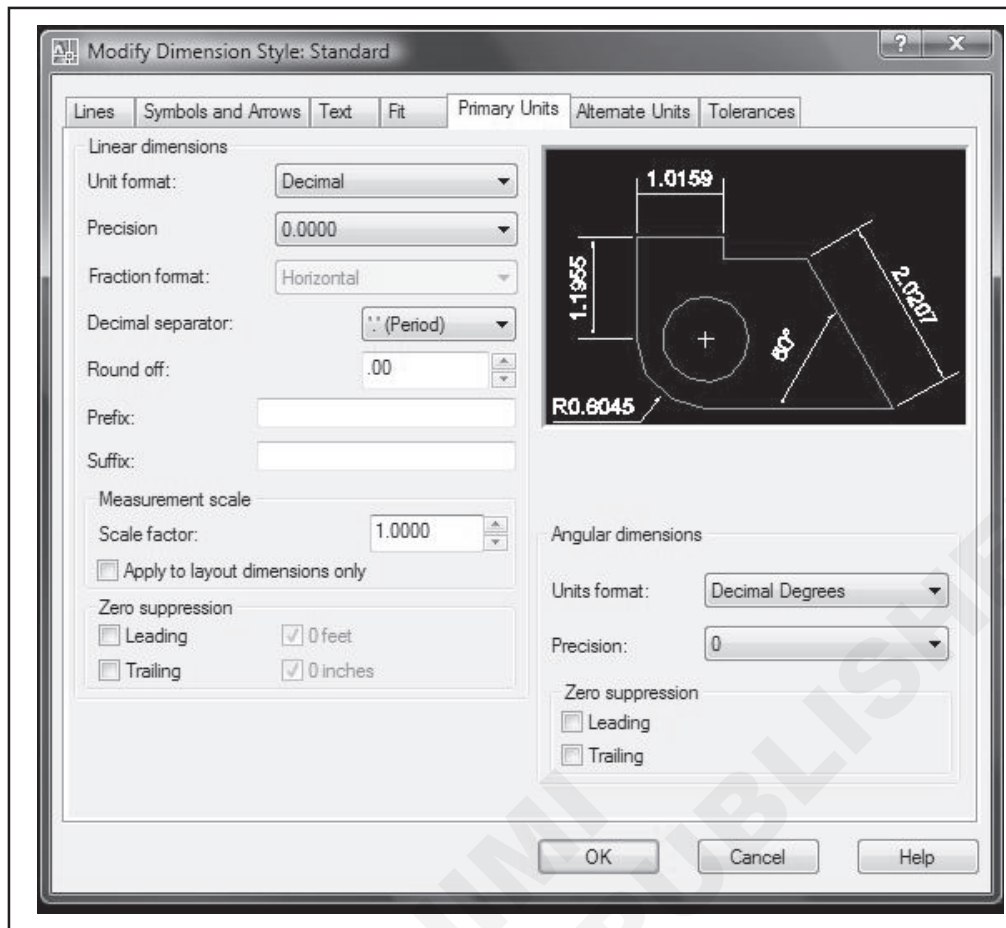 Modify Dimension Style: Standard
? X
Lines Symbols and Arrows Text Fit Primary Units Alternate Units Tolerances
Linear dimensions
Unit format: Decimal
Precision 0.0000
Fraction format: Horizontal
Decimal separator: '.' (Period)
Round off: .00
Prefix:
Suffix:
Measurement scale
Scale factor: 1.0000
Apply to layout dimensions only
Zero suppression
Leading 0 feet
Trailing 0 inches
1.0159
1.1955
2.0207
60°
R0.8045
Angular dimensions
Units format: Decimal Degrees
Precision: 0
Zero suppression
Leading
Trailing
OK Cancel Help